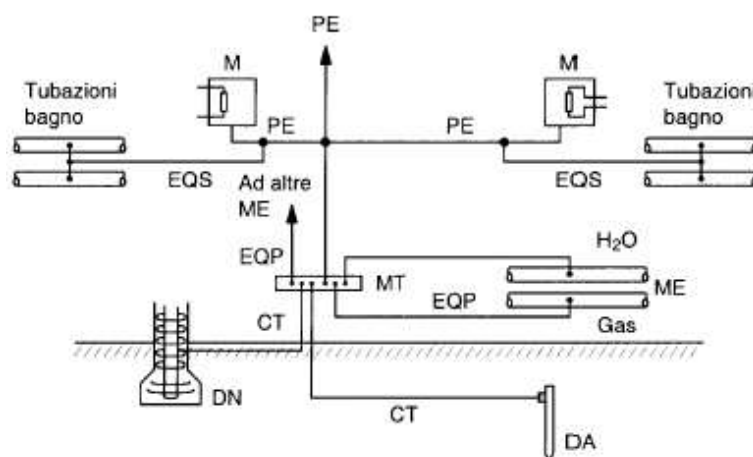 PE
M
M
Tubazioni
bagno
Tubazioni
bagno
PE
PE
EQS
EQS
Ad altre
ME
H₂O
EQP
MT
EQP
ME
Gas
CT
DN
CT
DA